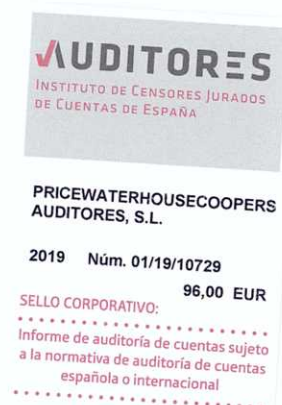 AUDITORES
INSTITUTO DE CENSORES JURADOS
DE CUENTAS DE ESPAÑA
PRICEWATERHOUSECOOPERS
AUDITORES, S.L.
2019 Núm. 01/19/10729
96,00 EUR
SELLO CORPORATIVO:
Informe de auditoría de cuentas sujeto
a la normativa de auditoría de cuentas
española o internacional